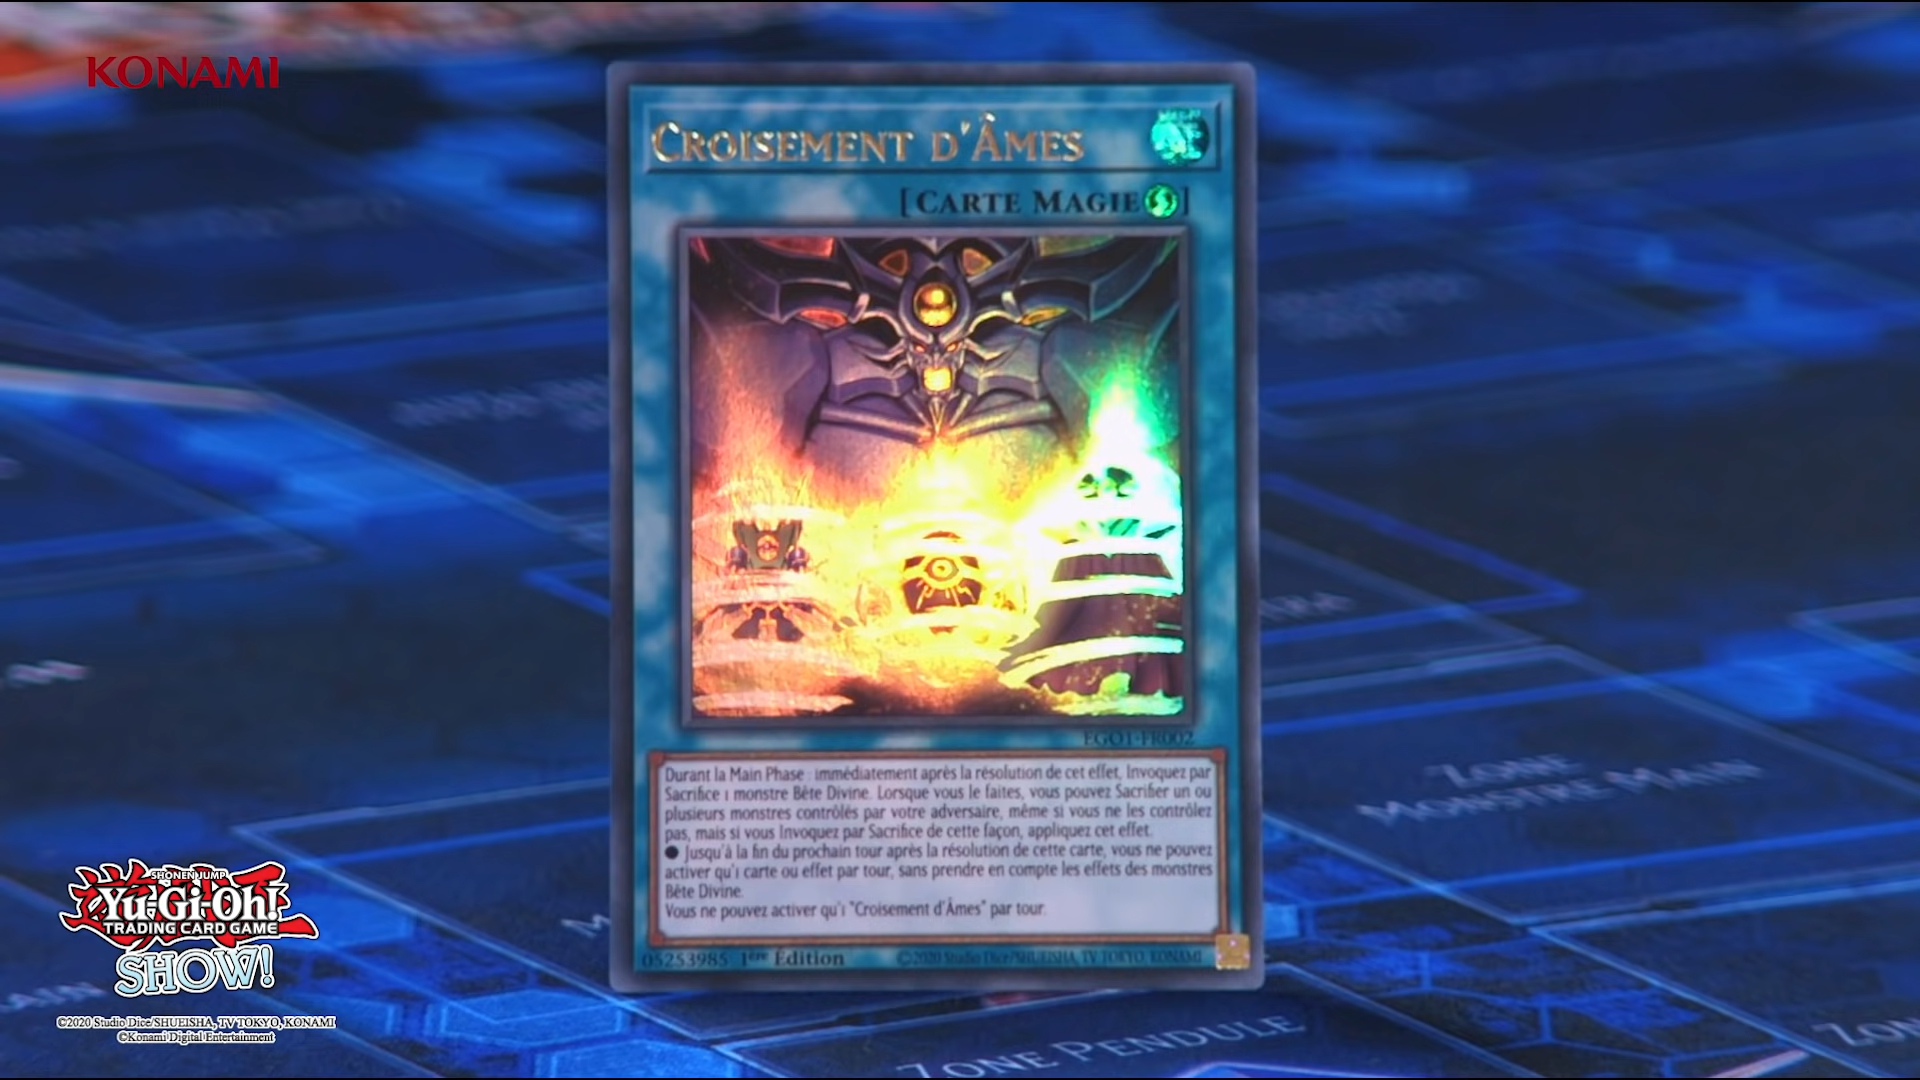 KONAMI
CROISEMENT D'ÂMES
[CARTE MAGIE]
EGO1-FR002
Durant la Main Phase : immédiatement après la résolution de cet effet, Invoquez par
Sacrifice 1 monstre Bête Divine. Lorsque vous le faites, vous pouvez Sacrifier un ou
plusieurs monstres contrôlés par votre adversaire, même si vous ne les contrôlez
pas, mais si vous Invoquez par Sacrifice de cette façon, appliquez cet effet.
● Jusqu'à la fin du prochain tour après la résolution de cette carte, vous ne pouvez
activer qu'1 carte ou effet par tour, sans prendre en compte les effets des monstres
Bête Divine.
Vous ne pouvez activer qu'1 "Croisement d'Âmes" par tour.
05253985 1ère Édition ©2020 Studio Dice/SHUEISHA, TV TOKYO, KONAMI
ZONE
MONSTRE MAIN
ZONE PENDULE
SHONEN JUMP
Yu-Gi-Oh!
TRADING CARD GAME
SHOW!
©2020 Studio Dice/SHUEISHA, TV TOKYO, KONAMI
©Konami Digital Entertainment